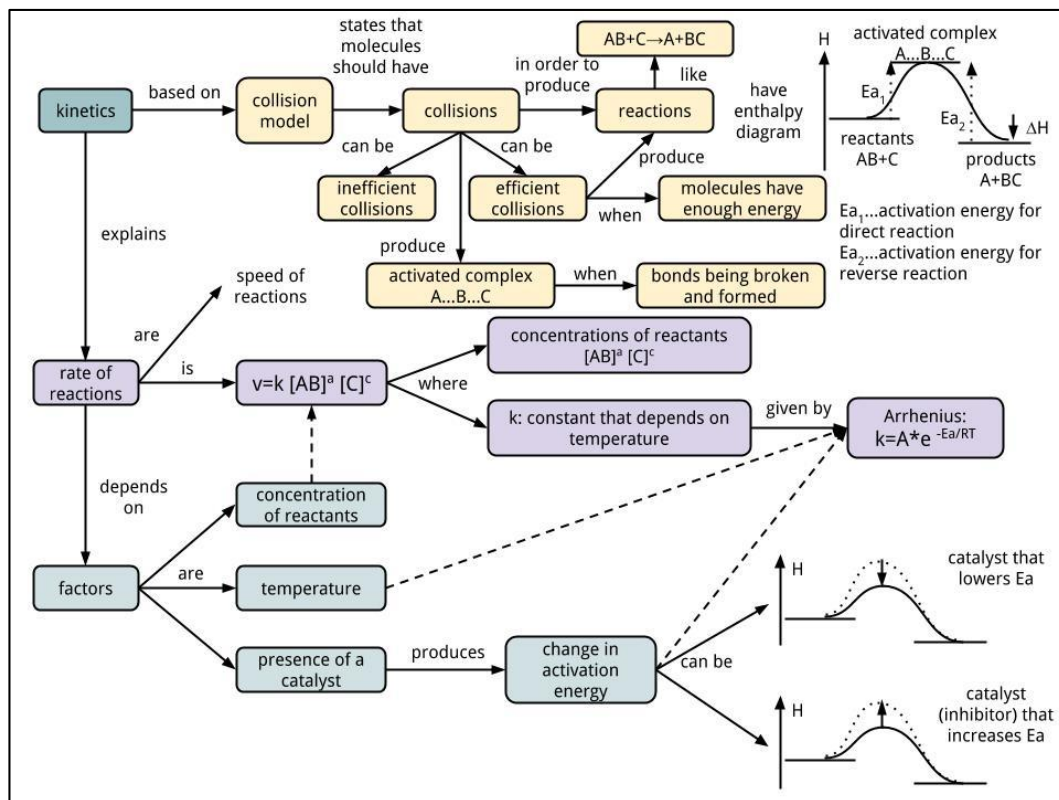 states that
molecules
should have
AB+C→A+BC
in order to
produce
like
kinetics
based on
collision
model
collisions
reactions
have
enthalpy
diagram
H
activated complex
A...B...C
Ea₁
reactants
AB+C
Ea₂
ΔH
products
A+BC
can be
can be
produce
inefficient
collisions
efficient
collisions
when
molecules have
enough energy
Ea₁...activation energy for
direct reaction
Ea₂...activation energy for
reverse reaction
explains
produce
activated complex
A...B...C
when
bonds being broken
and formed
speed of
reactions
are
rate of
reactions
is
v=k [AB]ᵃ [C]ᶜ
where
concentrations of reactants
[AB]ᵃ [C]ᶜ
k: constant that depends on
temperature
given by
Arrhenius:
k=A*e ⁻ᴱᵃ/ᴿᵀ
depends
on
concentration
of reactants
factors
are
temperature
presence of a
catalyst
produces
change in
activation
energy
can be
H
catalyst that
lowers Ea
H
catalyst
(inhibitor) that
increases Ea